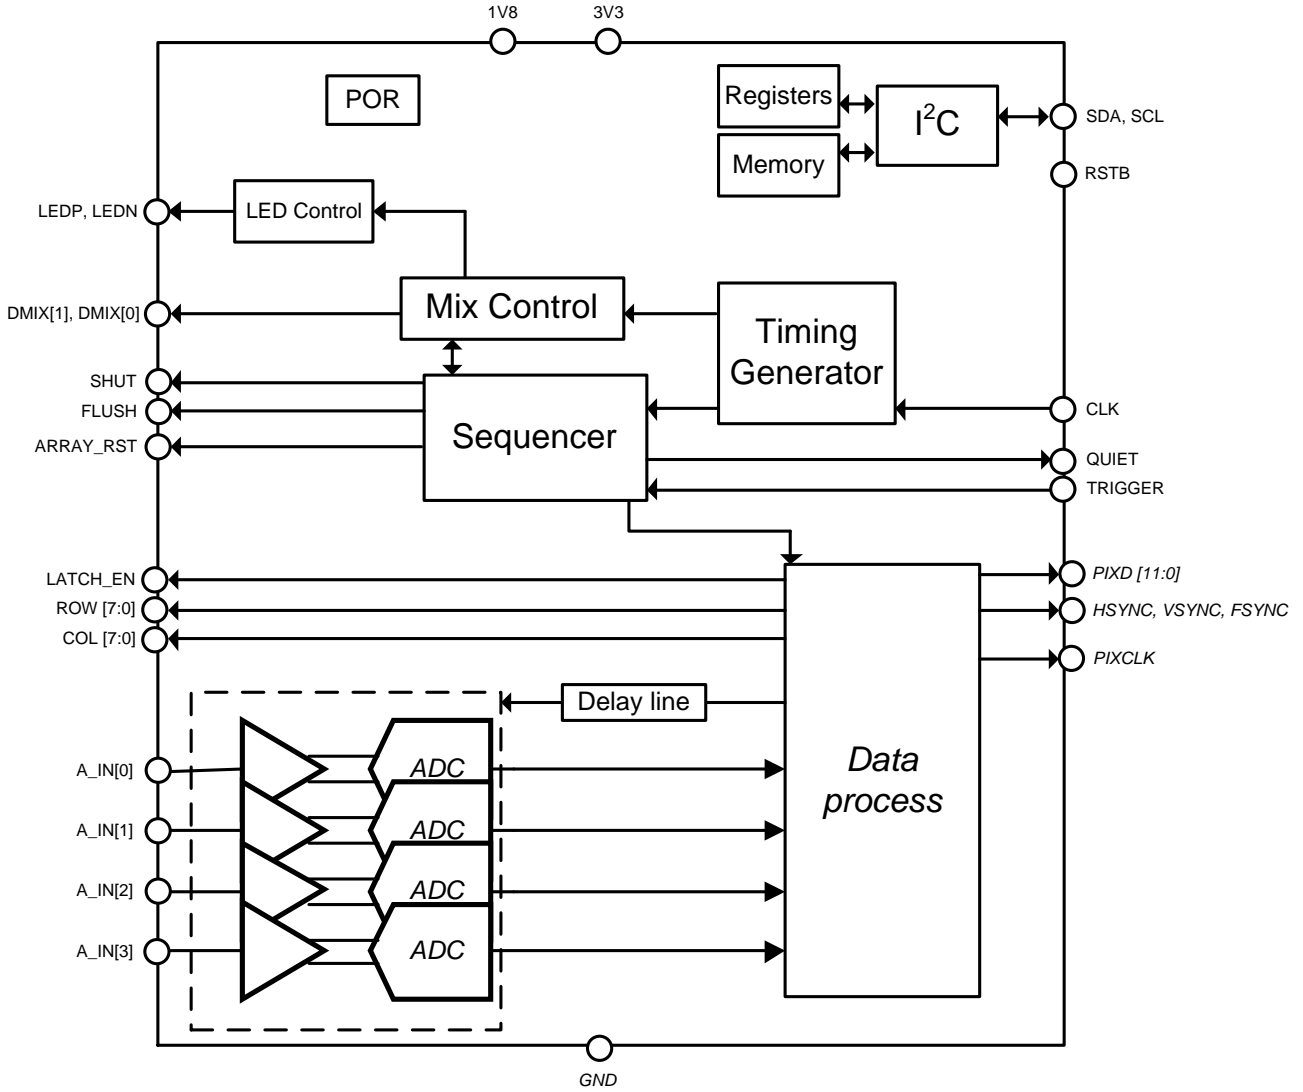 1V8
3V3
POR
Registers
I²C
SDA, SCL
Memory
RSTB
LEDP, LEDN
LED Control
DMIX[1], DMIX[0]
Mix Control
Timing
Generator
SHUT
FLUSH
ARRAY_RST
Sequencer
CLK
QUIET
TRIGGER
LATCH_EN
ROW [7:0]
COL [7:0]
PIXD [11:0]
HSYNC, VSYNC, FSYNC
PIXCLK
Delay line
Data
process
A_IN[0]
ADC
A_IN[1]
ADC
A_IN[2]
ADC
A_IN[3]
ADC
GND